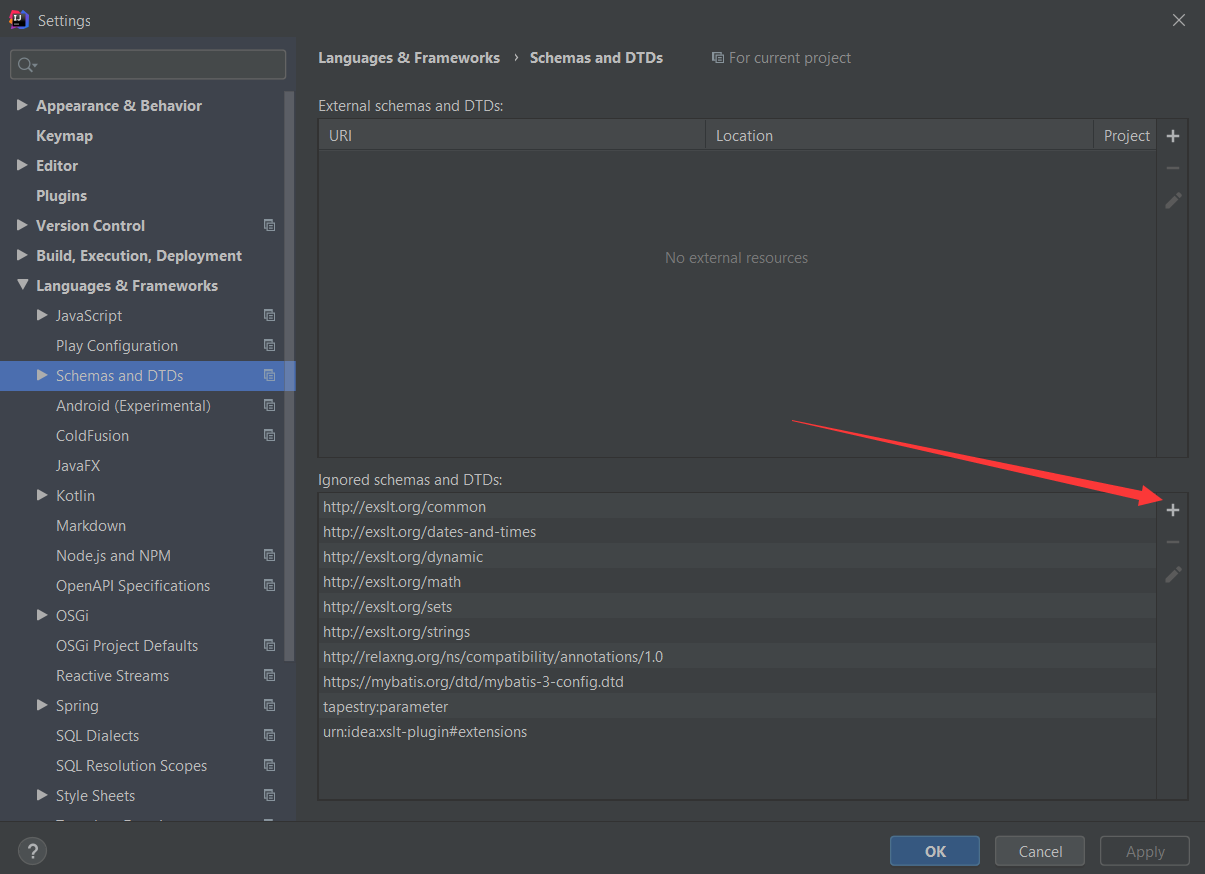 Settings
Appearance & Behavior
Keymap
Editor
Plugins
Version Control
Build, Execution, Deployment
Languages & Frameworks
JavaScript
Play Configuration
Schemas and DTDs
Android (Experimental)
ColdFusion
JavaFX
Kotlin
Markdown
Node.js and NPM
OpenAPI Specifications
OSGi
OSGi Project Defaults
Reactive Streams
Spring
SQL Dialects
SQL Resolution Scopes
Style Sheets
Languages & Frameworks › Schemas and DTDs For current project
External schemas and DTDs:
URI Location Project
No external resources
Ignored schemas and DTDs:
http://exslt.org/common
http://exslt.org/dates-and-times
http://exslt.org/dynamic
http://exslt.org/math
http://exslt.org/sets
http://exslt.org/strings
http://relaxng.org/ns/compatibility/annotations/1.0
https://mybatis.org/dtd/mybatis-3-config.dtd
tapestry:parameter
urn:idea:xslt-plugin#extensions
? OK Cancel Apply